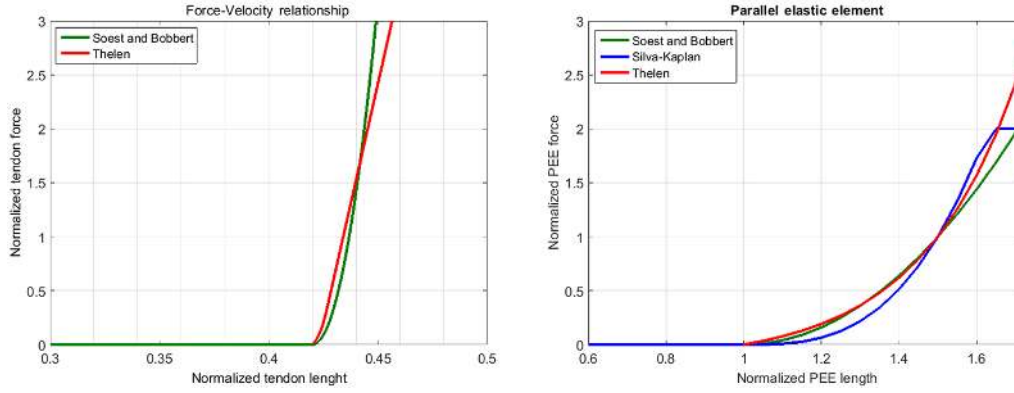 Force-Velocity relationship
3
2.5
2
1.5
1
0.5
0
Normalized tendon force
Soest and Bobbert
Thelen
0.3
0.35
0.4
0.45
0.5
Normalized tendon lenght
Parallel elastic element
3
2.5
2
1.5
1
0.5
0
Normalized PEE force
Soest and Bobbert
Silva-Kaplan
Thelen
0.6
0.8
1
1.2
1.4
1.6
Normalized PEE length